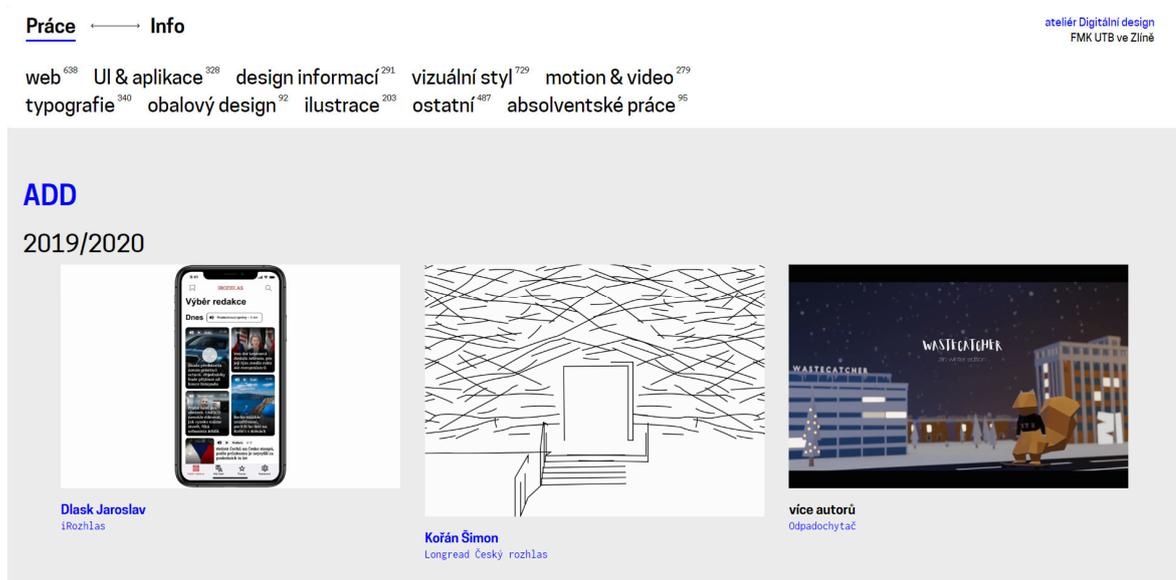 Práce ⟷ Info
ateliér Digitální design
FMK UTB ve Zlíně
web 638 UI & aplikace 328 design informací 291 vizuální styl 729 motion & video 279
typografie 340 obalový design 92 ilustrace 203 ostatní 487 absolventské práce 95
ADD
2019/2020
iROZHLAS
Výběr redakce
Dnes
WASTECATCHER
WASTECATCHER
Dlask Jaroslav
iRozhlas
Kořán Šimon
Longread Český rozhlas
více autorů
Odpadochytač